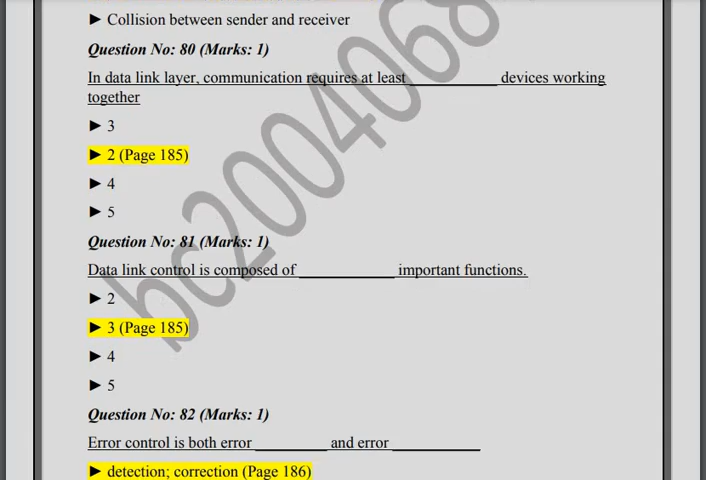 ► Collision between sender and receiver
Question No: 80 (Marks: 1)
In data link layer, communication requires at least ____________ devices working
together
► 3
► 2 (Page 185)
► 4
► 5
Question No: 81 (Marks: 1)
Data link control is composed of _____________ important functions.
► 2
► 3 (Page 185)
► 4
► 5
Question No: 82 (Marks: 1)
Error control is both error __________ and error ____________
► detection; correction (Page 186)
bc2004068